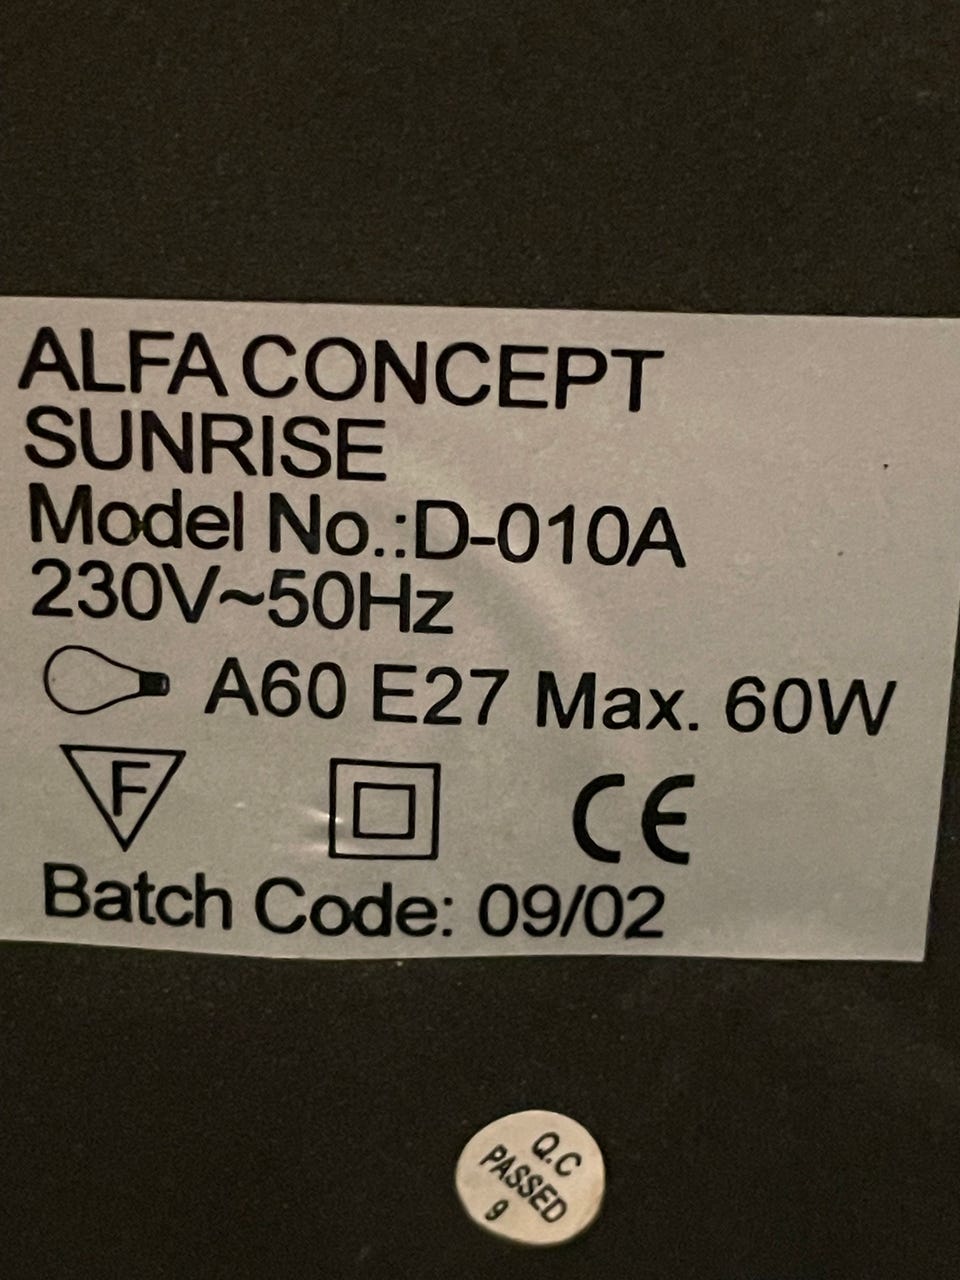 ALFA CONCEPT
SUNRISE
Model No.:D-010A
230V~50Hz
A60 E27 Max. 60W
F CE
Batch Code: 09/02
Q.C
PASSED
9